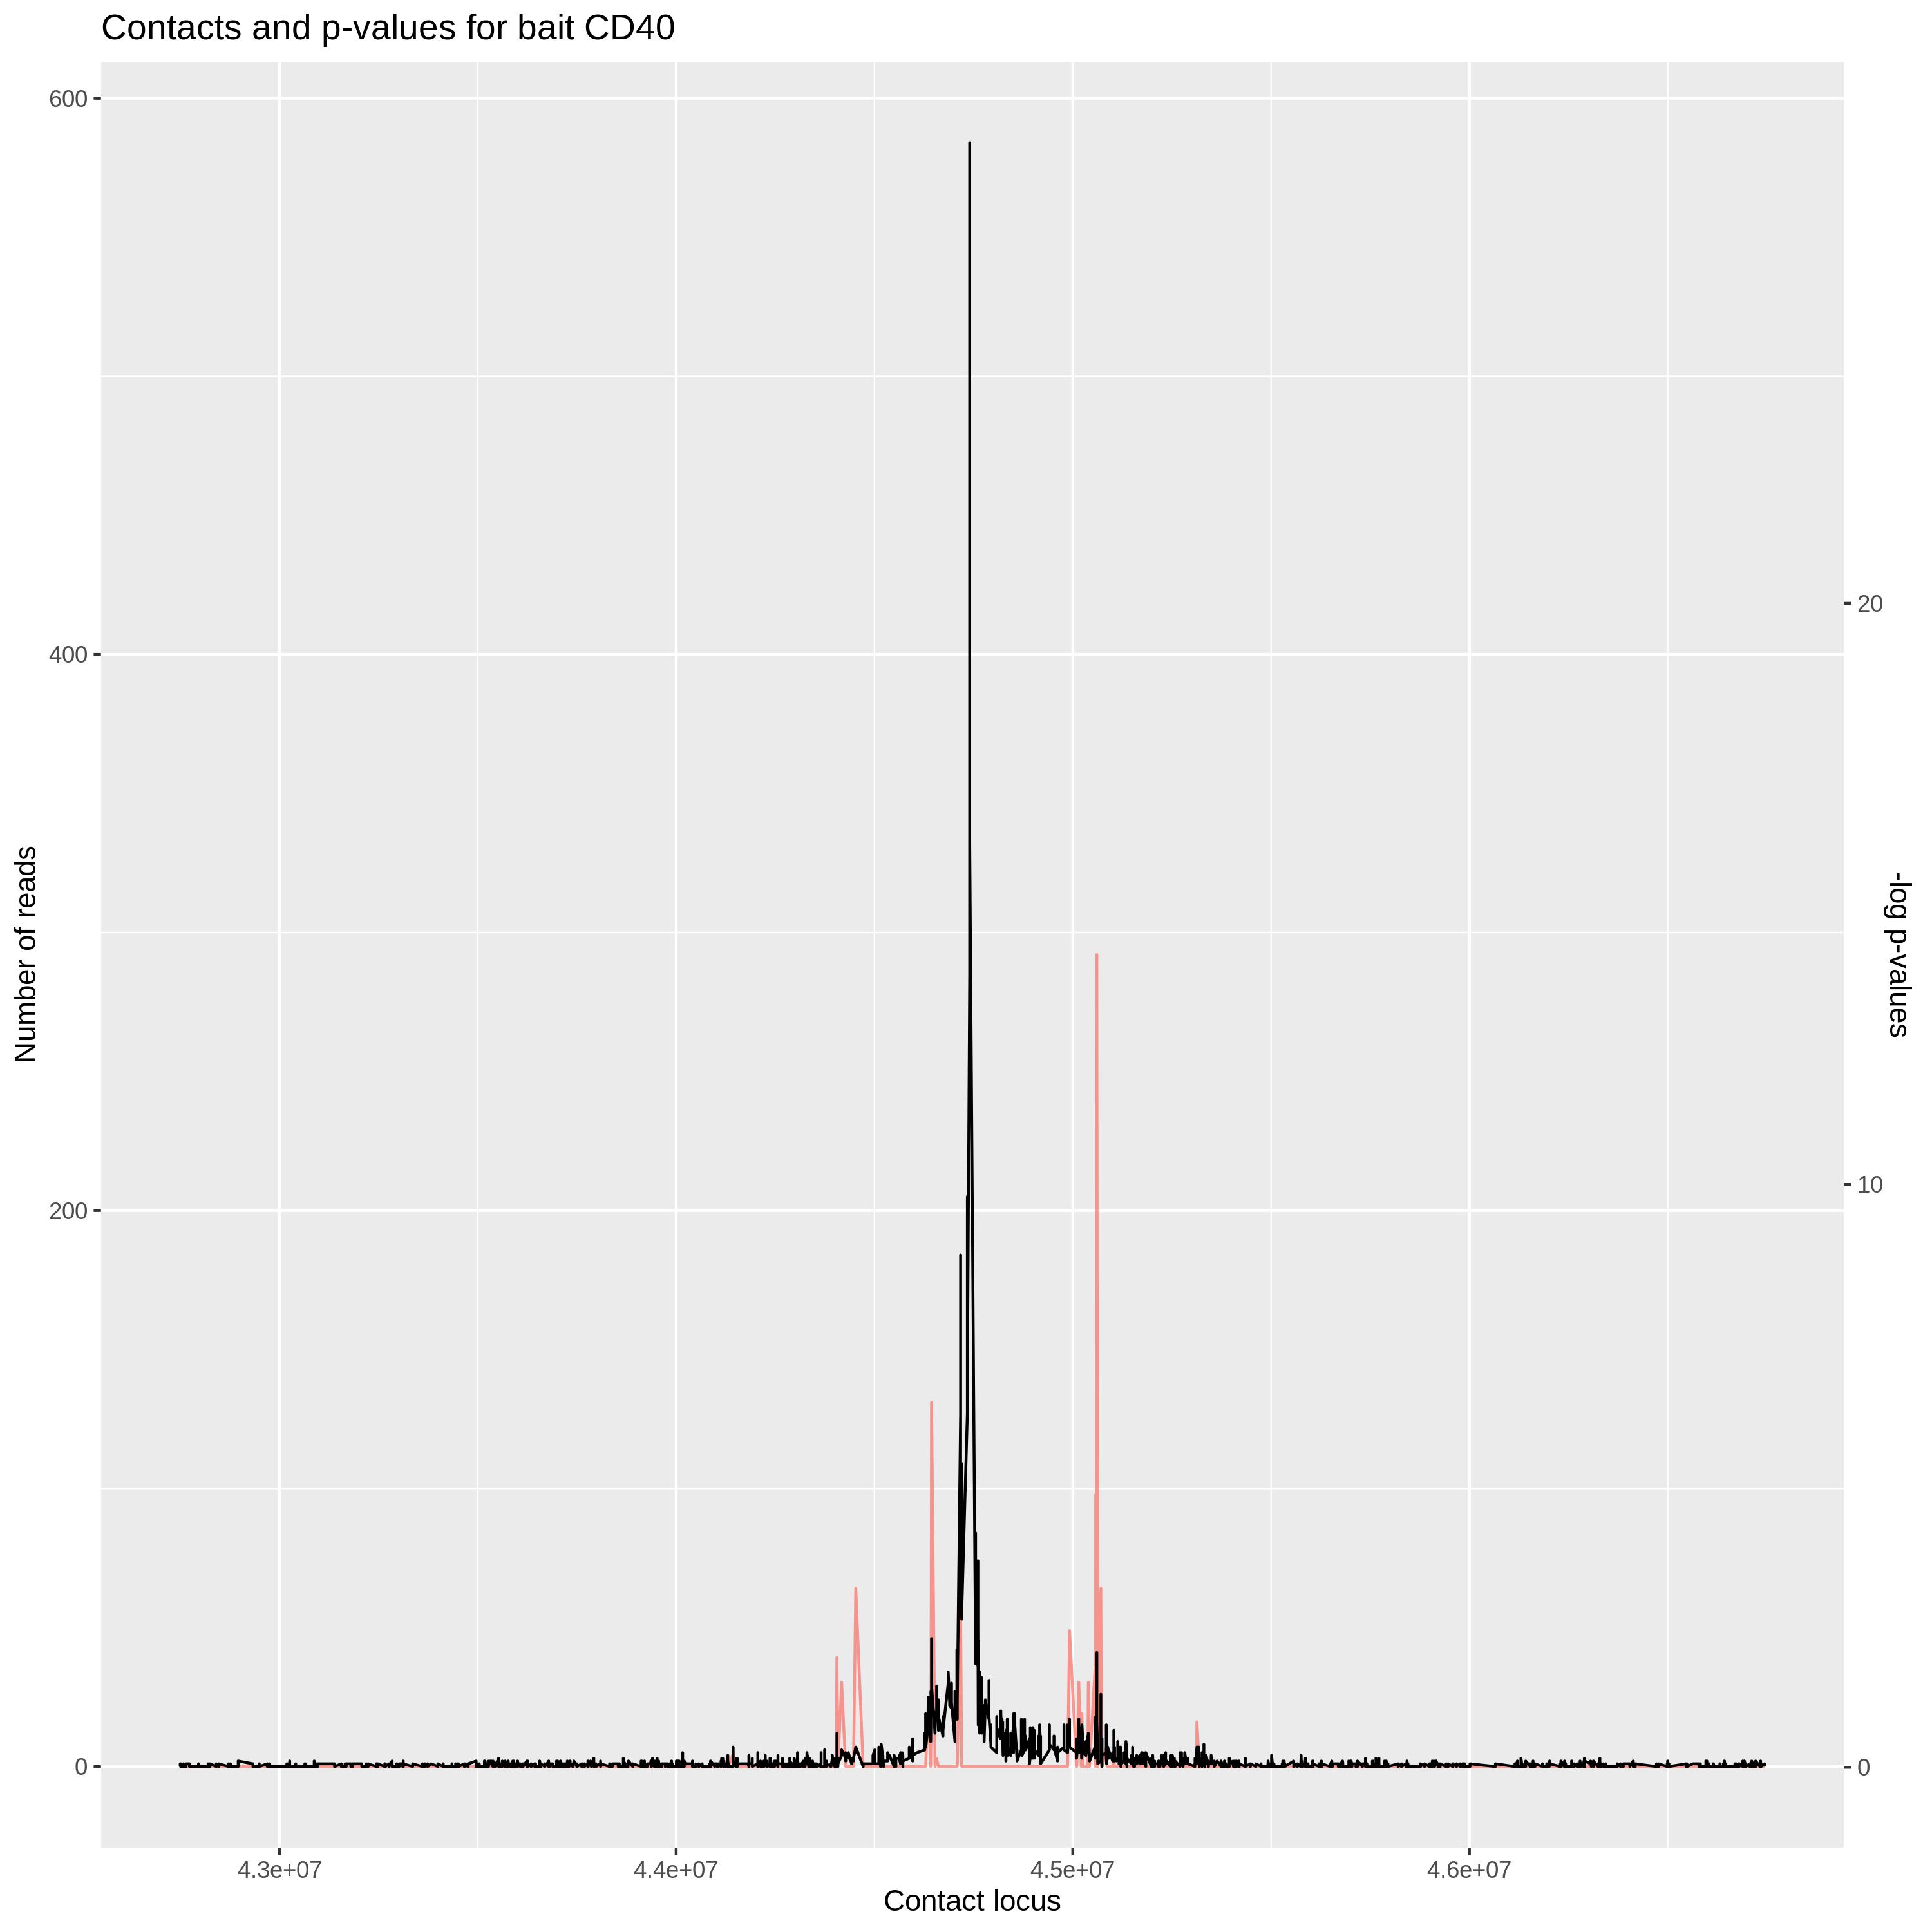 Contacts and p-values for bait CD40
600
400
200
0
Number of reads
20
10
0
-log p-values
4.3e+07
4.4e+07
4.5e+07
4.6e+07
Contact locus